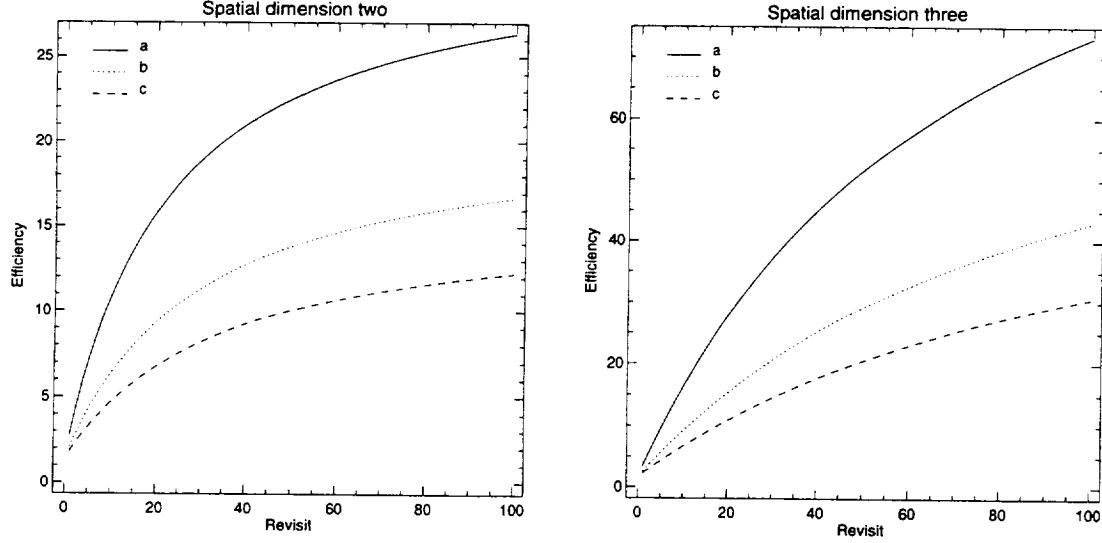 Spatial dimension two
a
b
c
25
20
15
10
5
0
Efficiency
0 20 40 60 80 100
Revisit
Spatial dimension three
a
b
c
60
40
20
0
Efficiency
0 20 40 60 80 100
Revisit